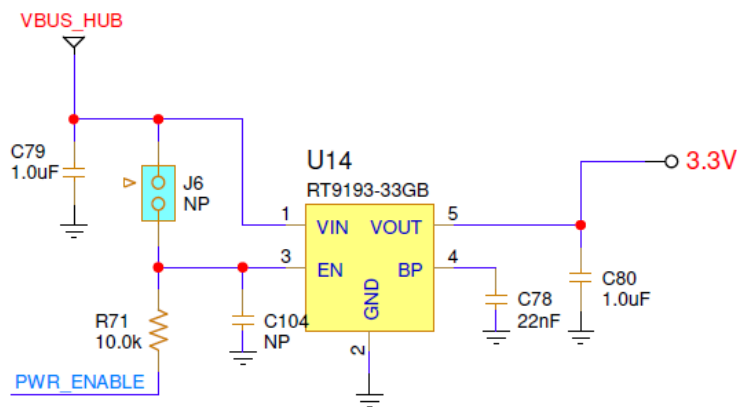 VBUS_HUB
C79
1.0uF
J6
NP
U14
RT9193-33GB
3.3V
1
VIN
VOUT
5
3
EN
BP
4
GND
2
C104
NP
C78
22nF
C80
1.0uF
R71
10.0k
PWR_ENABLE